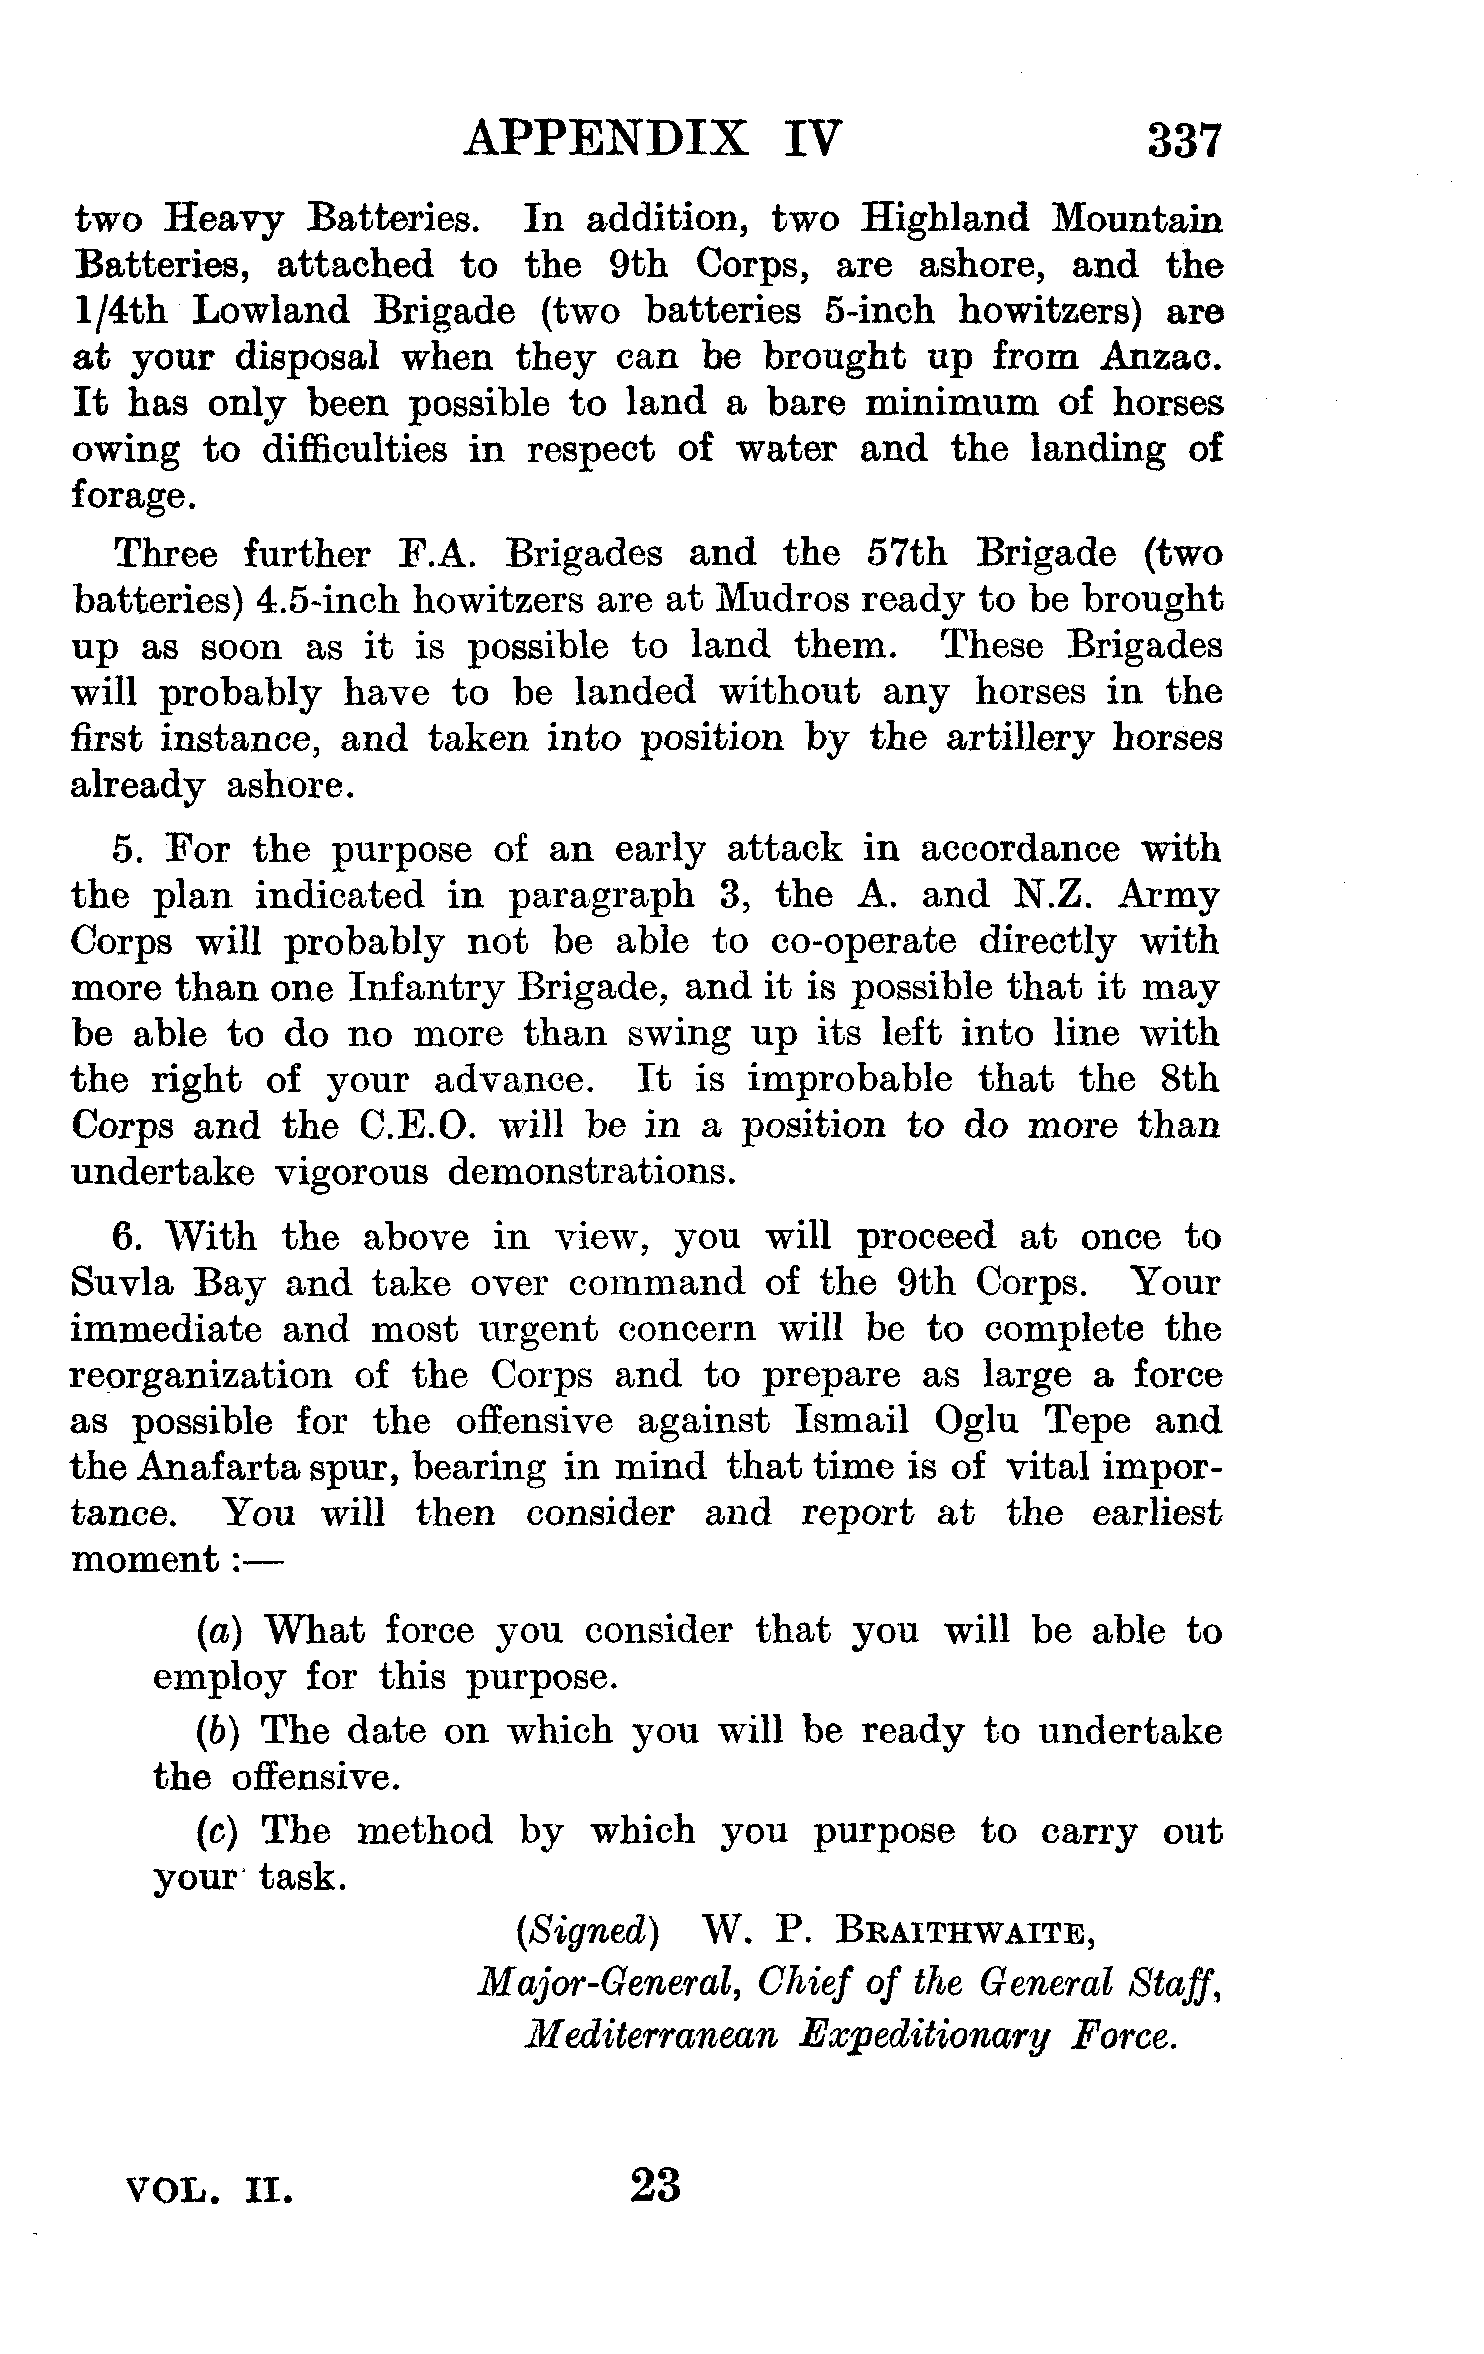 APPENDIX IV 337
two Heavy Batteries. In addition, two Highland Mountain
Batteries, attached to the 9th Corps, are ashore, and the
1/4th Lowland Brigade (two batteries 5-inch howitzers) are
at your disposal when they can be brought up from Anzac.
It has only been possible to land a bare minimum of horses
owing to difficulties in respect of water and the landing of
forage.
Three further F.A. Brigades and the 57th Brigade (two
batteries) 4.5-inch howitzers are at Mudros ready to be brought
up as soon as it is possible to land them. These Brigades
will probably have to be landed without any horses in the
first instance, and taken into position by the artillery horses
already ashore.
5. For the purpose of an early attack in accordance with
the plan indicated in paragraph 3, the A. and N.Z. Army
Corps will probably not be able to co-operate directly with
more than one Infantry Brigade, and it is possible that it may
be able to do no more than swing up its left into line with
the right of your advance. It is improbable that the 8th
Corps and the C.E.O. will be in a position to do more than
undertake vigorous demonstrations.
6. With the above in view, you will proceed at once to
Suvla Bay and take over command of the 9th Corps. Your
immediate and most urgent concern will be to complete the
reorganization of the Corps and to prepare as large a force
as possible for the offensive against Ismail Oglu Tepe and
the Anafarta spur, bearing in mind that time is of vital impor-
tance. You will then consider and report at the earliest
moment :—
(a) What force you consider that you will be able to
employ for this purpose.
(b) The date on which you will be ready to undertake
the offensive.
(c) The method by which you purpose to carry out
your task.
(Signed) W. P. BRAITHWAITE,
Major-General, Chief of the General Staff,
Mediterranean Expeditionary Force.
VOL. II. 23